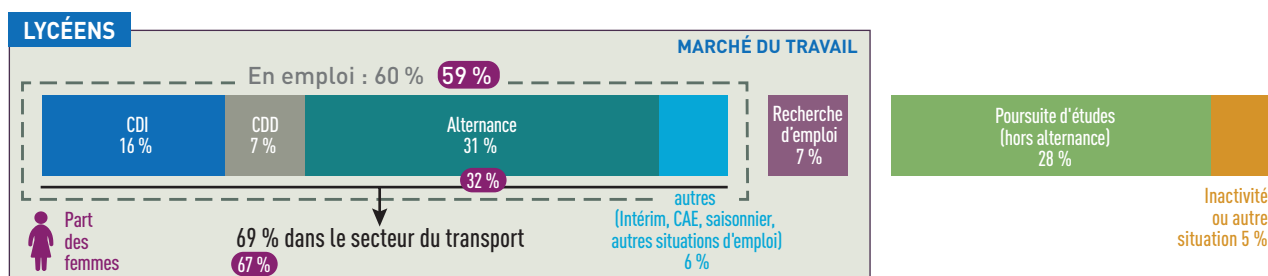 LYCÉENS
MARCHÉ DU TRAVAIL
En emploi : 60 % 59 %
CDI
16 %
CDD
7 %
Alternance
31 %
32 %
Recherche
d'emploi
7 %
Poursuite d'études
(hors alternance)
28 %
autres
(Intérim, CAE, saisonnier,
autres situations d'emploi)
6 %
Inactivité
ou autre
situation 5 %
Part
des
femmes
69 % dans le secteur du transport
67 %